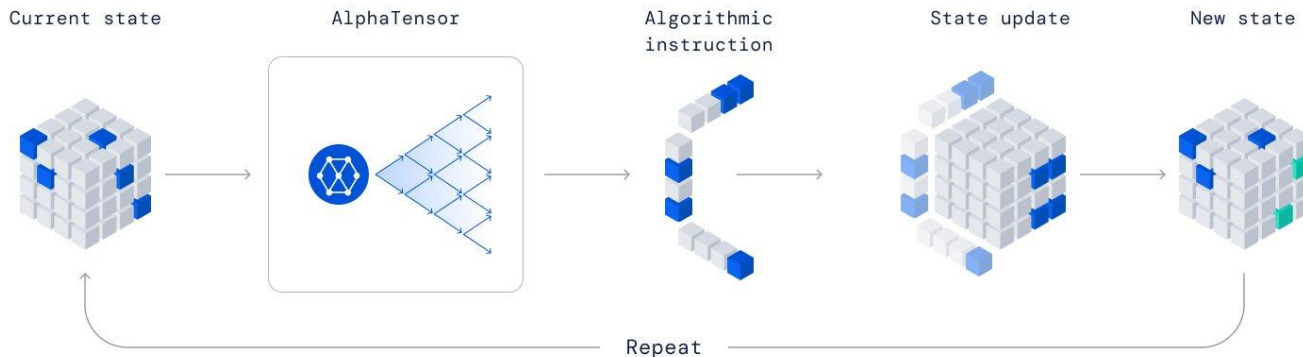 Current state
AlphaTensor
Algorithmic
instruction
State update
New state
Repeat